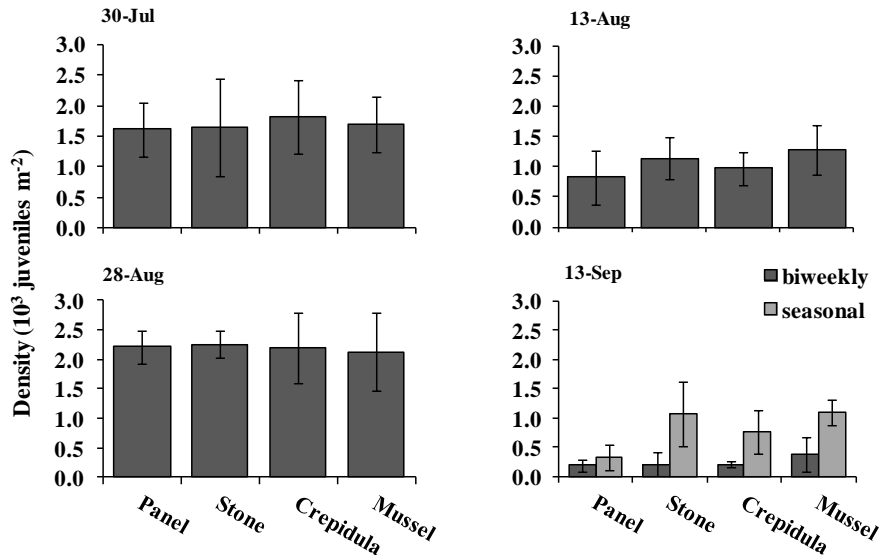 30-Jul
3.0
2.5
2.0
1.5
1.0
0.5
0.0
13-Aug
3.0
2.5
2.0
1.5
1.0
0.5
0.0
Density (10³ juveniles m⁻²)
28-Aug
3.0
2.5
2.0
1.5
1.0
0.5
0.0
Panel
Stone
Crepidula
Mussel
13-Sep
biweekly
seasonal
3.0
2.5
2.0
1.5
1.0
0.5
0.0
Panel
Stone
Crepidula
Mussel